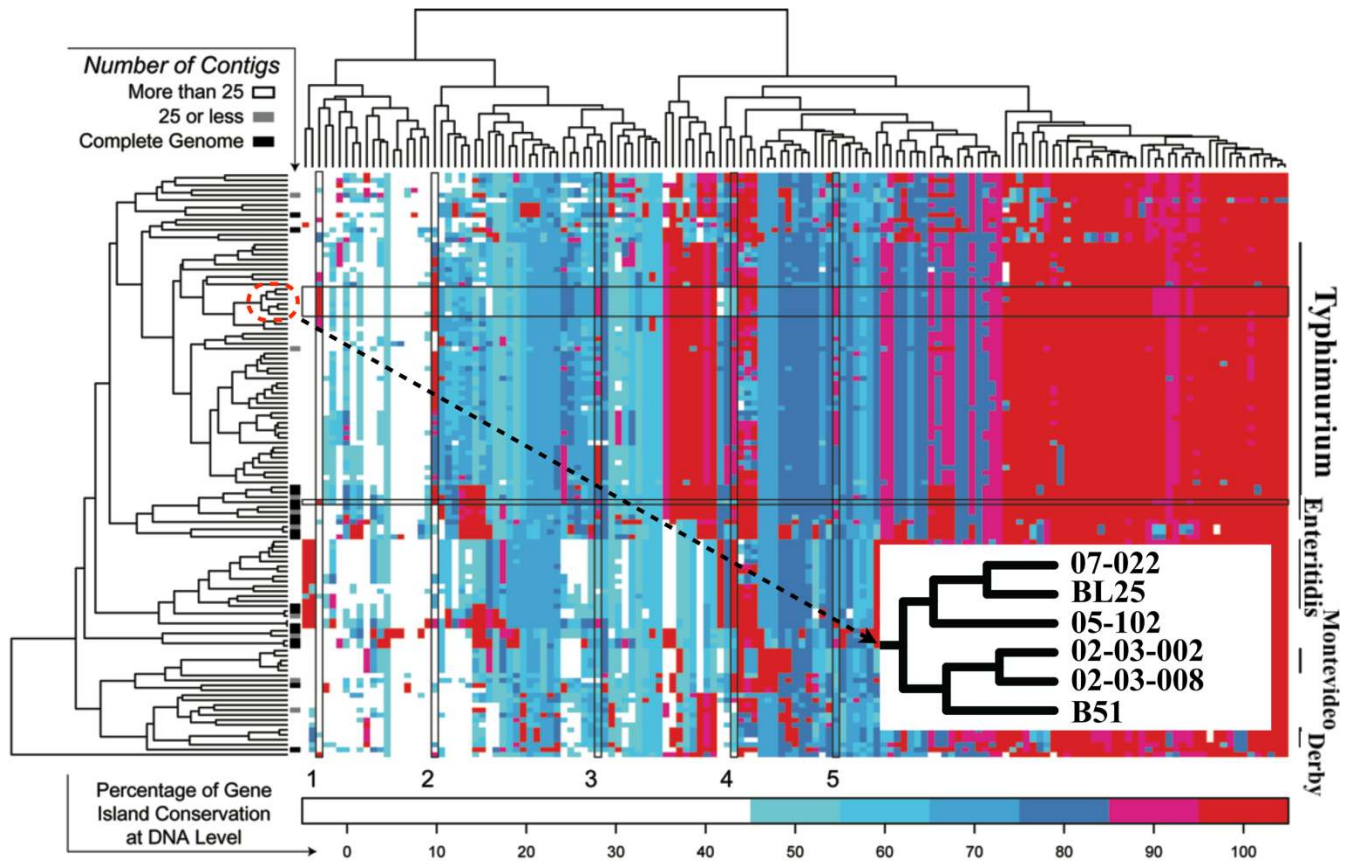 Number of Contigs
More than 25
25 or less
Complete Genome
Typhimurium
Enteritidis
Montevideo
Derby
07-022
BL25
05-102
02-03-002
02-03-008
B51
1 2 3 4 5
Percentage of Gene
Island Conservation
at DNA Level
0 10 20 30 40 50 60 70 80 90 100